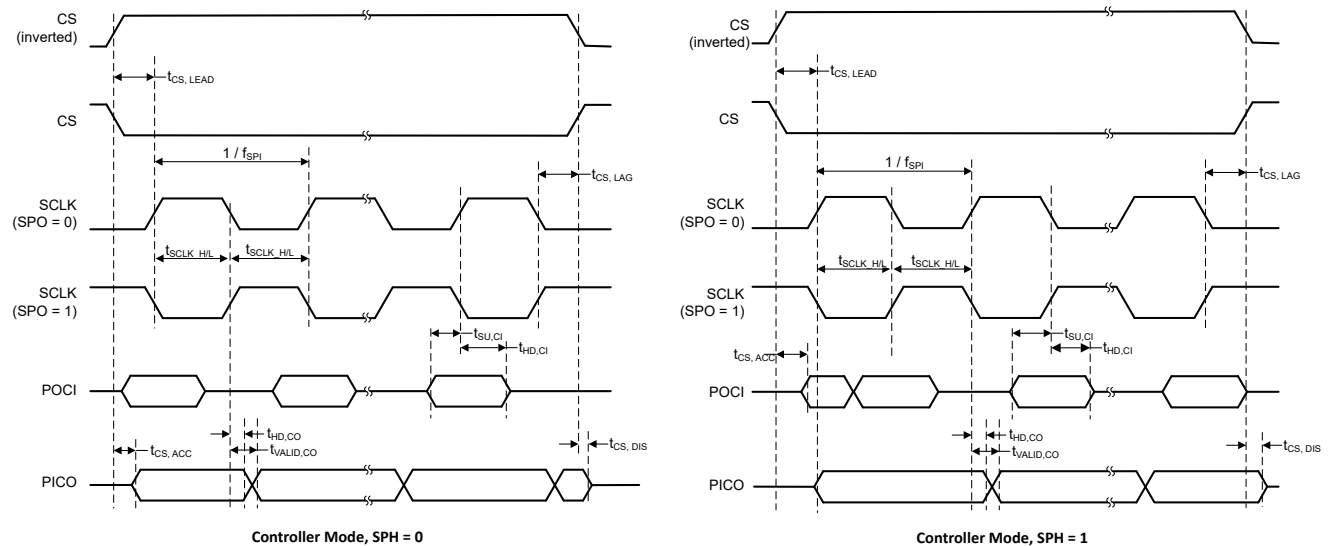 CS
(inverted)
tCS, LEAD
CS
1 / fSPI
tCS, LAG
SCLK
(SPO = 0)
tSCLK_H/L tSCLK_H/L
SCLK
(SPO = 1)
tSU,CI
tHD,CI
POCI
tHD,CO
tCS, ACC tVALID,CO tCS, DIS
PICO
Controller Mode, SPH = 0
CS
(inverted)
tCS, LEAD
CS
1 / fSPI
tCS, LAG
SCLK
(SPO = 0)
tSCLK_H/L tSCLK_H/L
SCLK
(SPO = 1)
tSU,CI
tCS, ACC tHD,CI
POCI
tHD,CO
tVALID,CO tCS, DIS
PICO
Controller Mode, SPH = 1